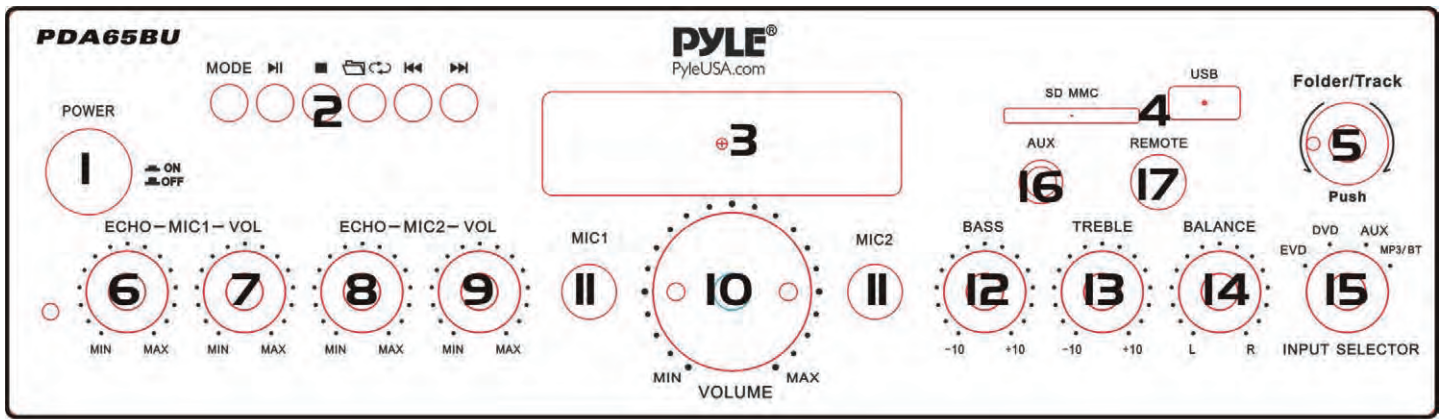 PDA65BU
PYLE®
PyleUSA.com
MODE
2
POWER
1
ON
OFF
3
SD MMC
4
USB
Folder/Track
5
Push
AUX
16
REMOTE
17
ECHO-MIC1-VOL
6
7
MIN MAX MIN MAX
ECHO-MIC2-VOL
8
9
MIN MAX MIN MAX
MIC1
11
10
MIN MAX
VOLUME
MIC2
11
BASS
12
-10 +10
TREBLE
13
-10 +10
BALANCE
14
L R
EVD DVD AUX MP3/BT
15
INPUT SELECTOR